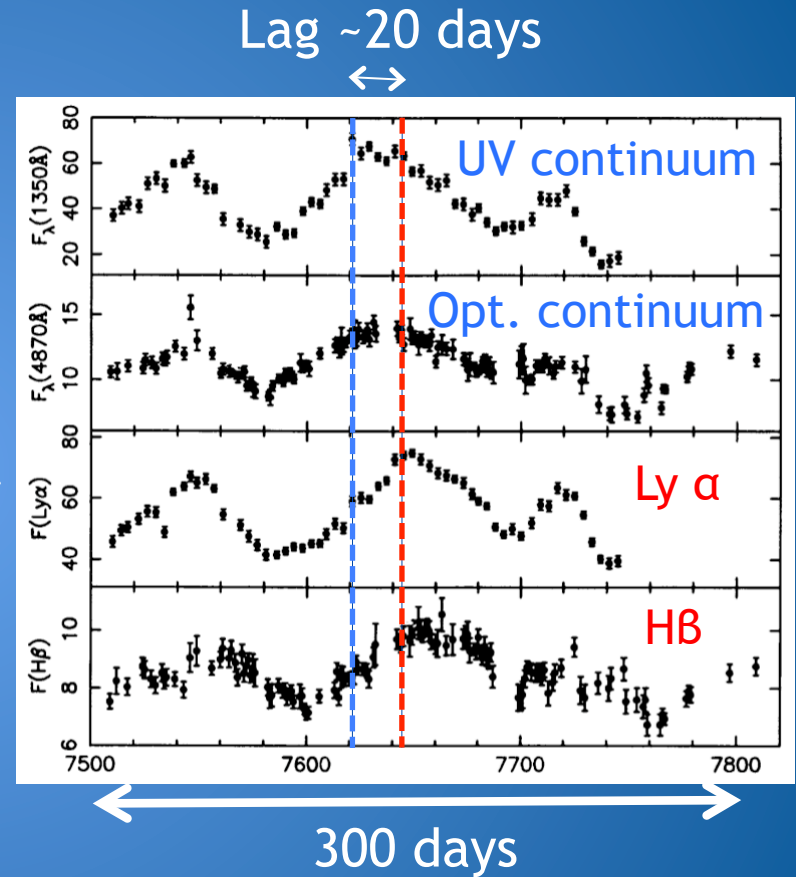 Lag ~20 days
80
60
40
20
Fλ(1350Å)
UV continuum
15
10
Fλ(4870Å)
Opt. continuum
80
60
40
F(Lyα)
Ly α
10
8
6
F(Hβ)
Hß
7500 7600 7700 7800
300 days